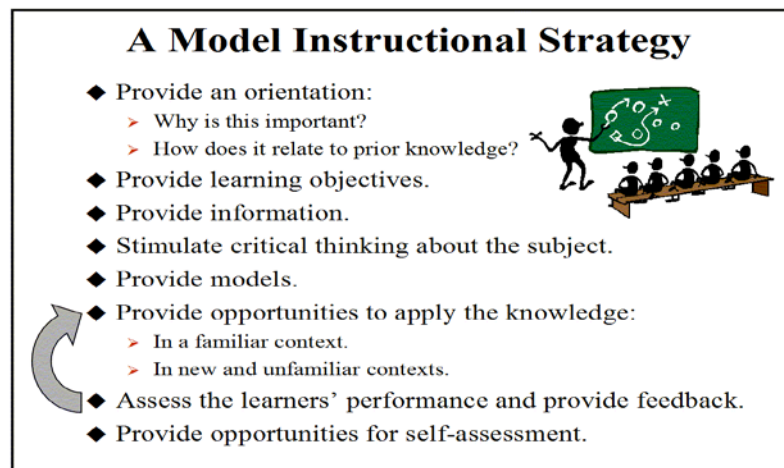 A Model Instructional Strategy
◆ Provide an orientation:
➢ Why is this important?
➢ How does it relate to prior knowledge?
◆ Provide learning objectives.
◆ Provide information.
◆ Stimulate critical thinking about the subject.
◆ Provide models.
◆ Provide opportunities to apply the knowledge:
➢ In a familiar context.
➢ In new and unfamiliar contexts.
◆ Assess the learners’ performance and provide feedback.
◆ Provide opportunities for self-assessment.